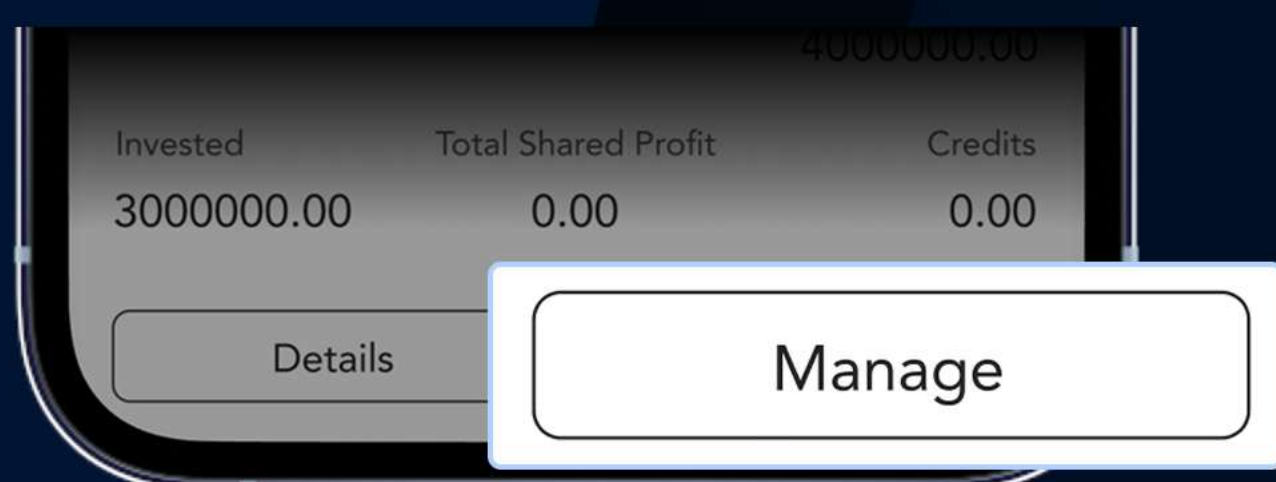 4000000.00
Invested Total Shared Profit Credits
3000000.00 0.00 0.00
Details Manage